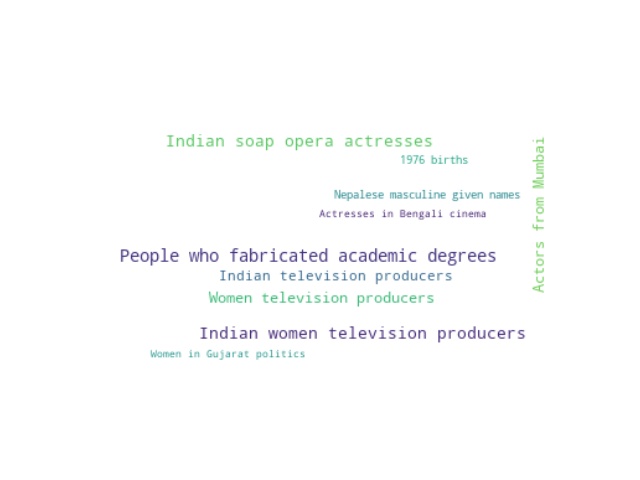 Indian soap opera actresses
1976 births
Actors from Mumbai
Nepalese masculine given names
Actresses in Bengali cinema
People who fabricated academic degrees
Indian television producers
Women television producers
Indian women television producers
Women in Gujarat politics